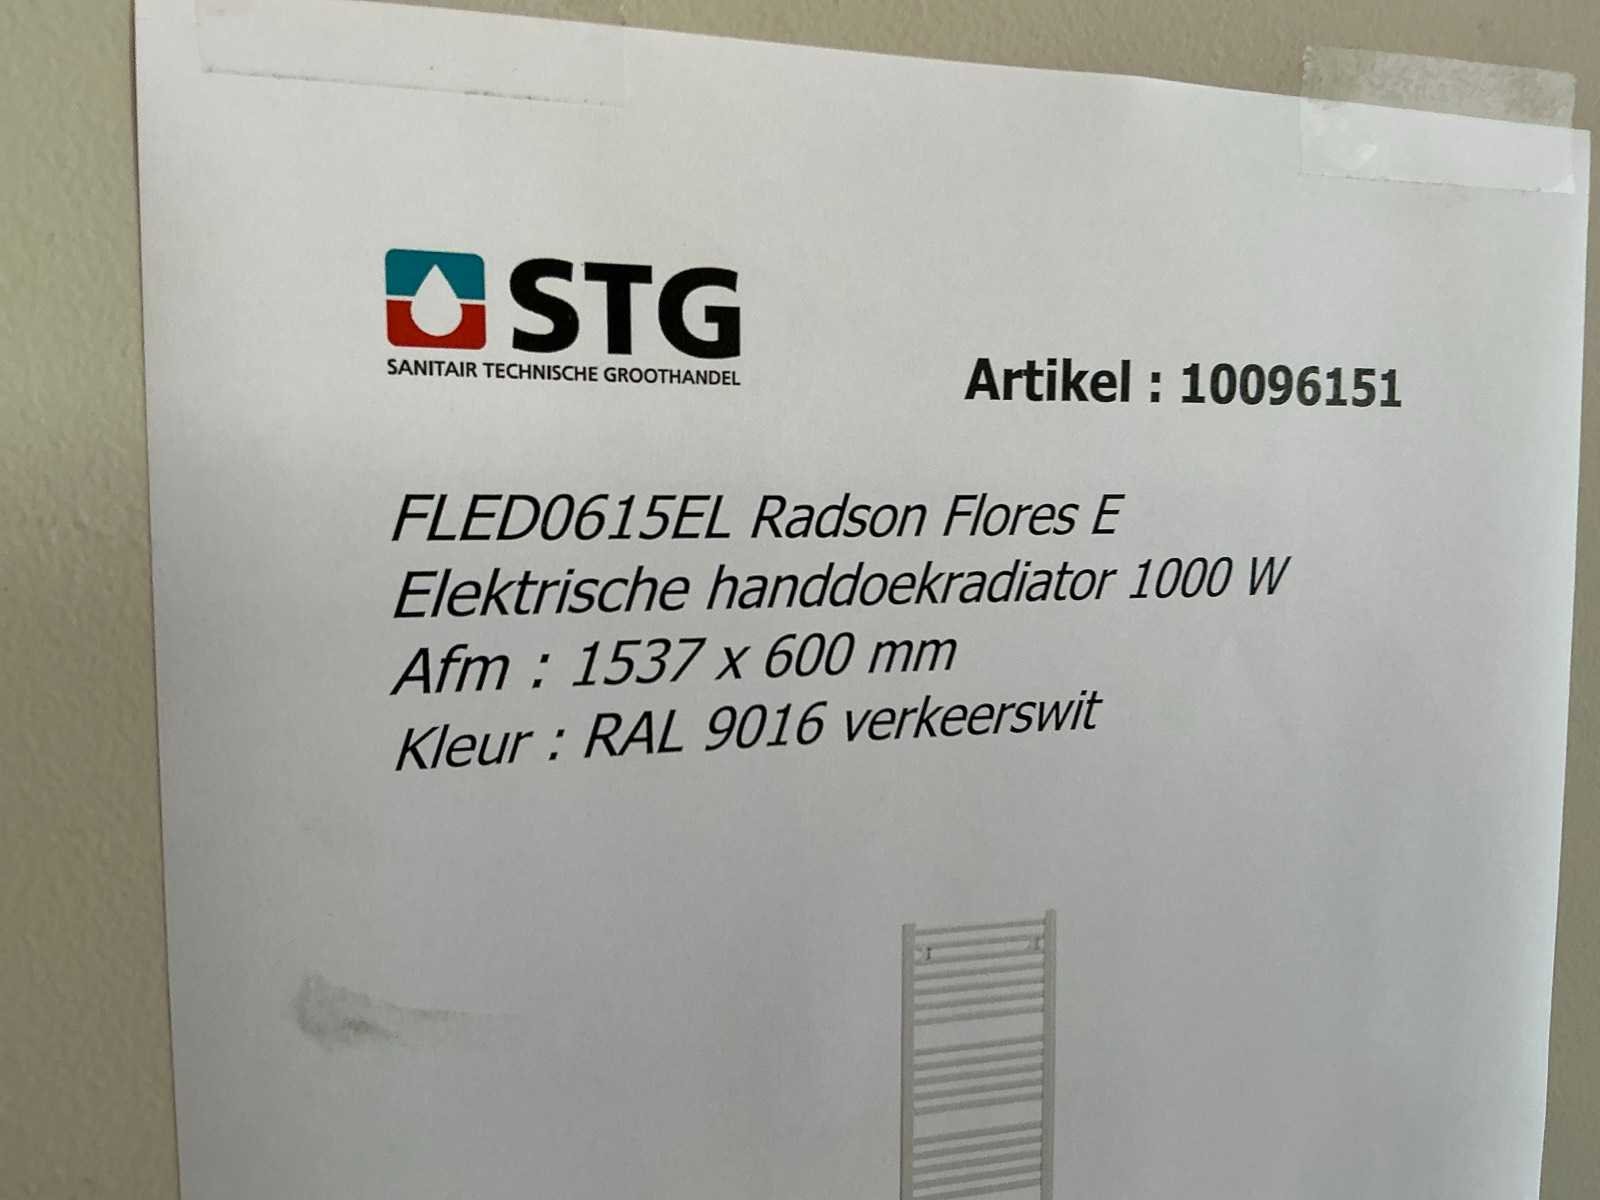 STG
SANITAIR TECHNISCHE GROOTHANDEL
Artikel : 10096151
FLED0615EL Radson Flores E
Elektrische handdoekradiator 1000 W
Afm : 1537 x 600 mm
Kleur : RAL 9016 verkeerswit